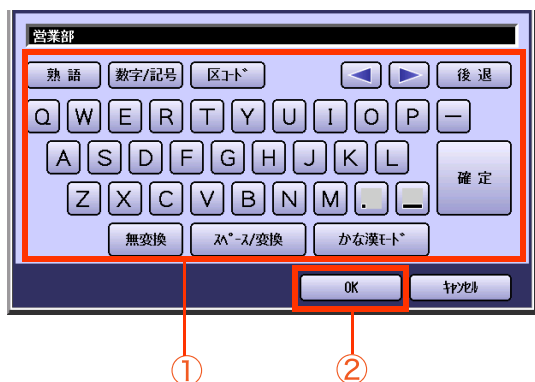 営業部
熟 語 数字/記号 区ｺｰﾄﾞ 後 退
Q W E R T Y U I O P ー
A S D F G H J K L
確 定
Z X C V B N M . _
無変換 ｽﾍﾟｰｽ/変換 かな漢ﾓｰﾄﾞ
OK ｷｬﾝｾﾙ
① ②